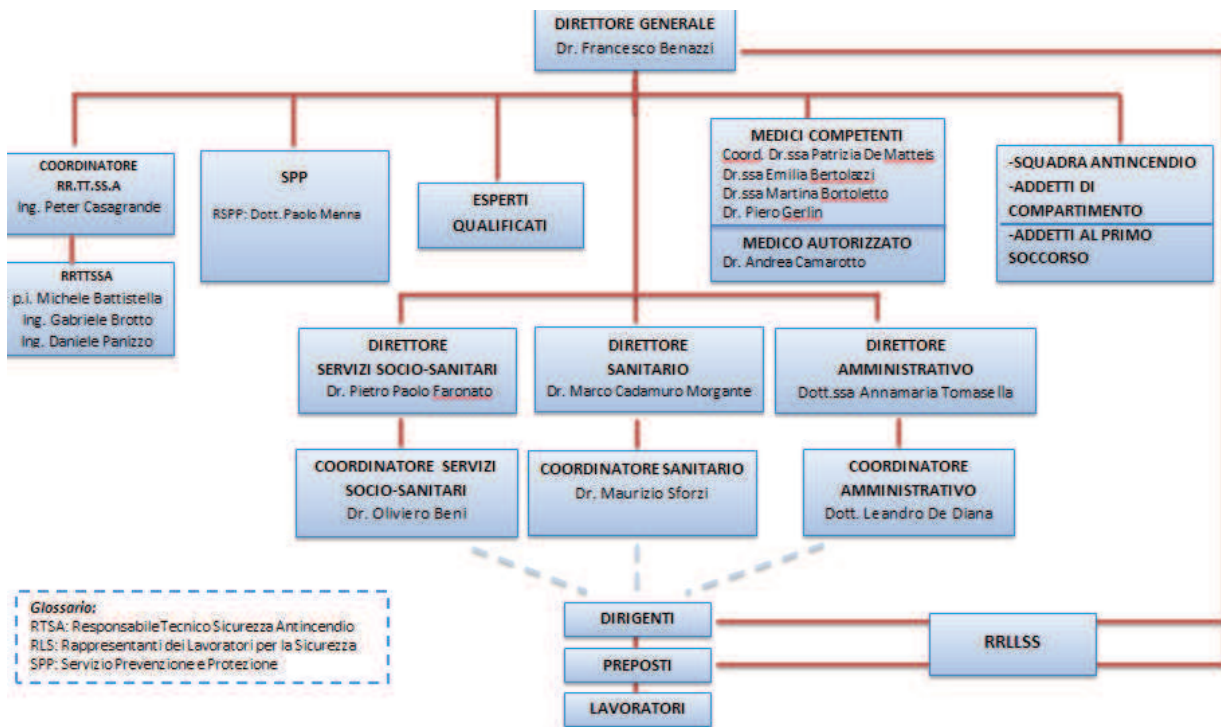 DIRETTORE GENERALE
Dr. Francesco Benazzi
COORDINATORE
RR.TT.SS.A
Ing. Peter Casagrande
SPP
RSPP: Dott. Paolo Menna
ESPERTI
QUALIFICATI
MEDICI COMPETENTI
Coord. Dr.ssa Patrizia De Matteis
Dr.ssa Emilia Bertolazzi
Dr.ssa Martina Bortoletto
Dr. Piero Gerlin
MEDICO AUTORIZZATO
Dr. Andrea Camarotto
-SQUADRA ANTINCENDIO
-ADDETTI DI
COMPARTIMENTO
-ADDETTI AL PRIMO
SOCCORSO
RRTTSSA
p.i. Michele Battistella
Ing. Gabriele Brotto
Ing. Daniele Panizzo
DIRETTORE
SERVIZI SOCIO-SANITARI
Dr. Pietro Paolo Faronato
DIRETTORE
SANITARIO
Dr. Marco Cadamuro Morgante
DIRETTORE
AMMINISTRATIVO
Dott.ssa Annamaria Tomasella
COORDINATORE SERVIZI
SOCIO-SANITARI
Dr. Oliviero Beni
COORDINATORE SANITARIO
Dr. Maurizio Sforzi
COORDINATORE
AMMINISTRATIVO
Dott. Leandro De Diana
Glossario:
RTSA: Responsabile Tecnico Sicurezza Antincendio
RLS: Rappresentanti dei Lavoratori per la Sicurezza
SPP: Servizio Prevenzione e Protezione
DIRIGENTI
PREPOSTI
LAVORATORI
RRLLSS